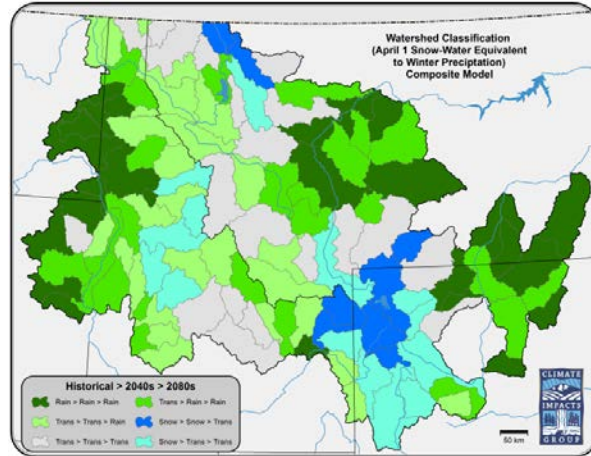 Watershed Classification
(April 1 Snow-Water Equivalent
to Winter Preciptation)
Composite Model
Historical > 2040s > 2080s
Rain > Rain > Rain
Trans > Rain > Rain
Trans > Trans > Rain
Snow > Snow > Trans
Trans > Trans > Trans
Snow > Trans > Trans
50 km
CLIMATE
IMPACTS
GROUP